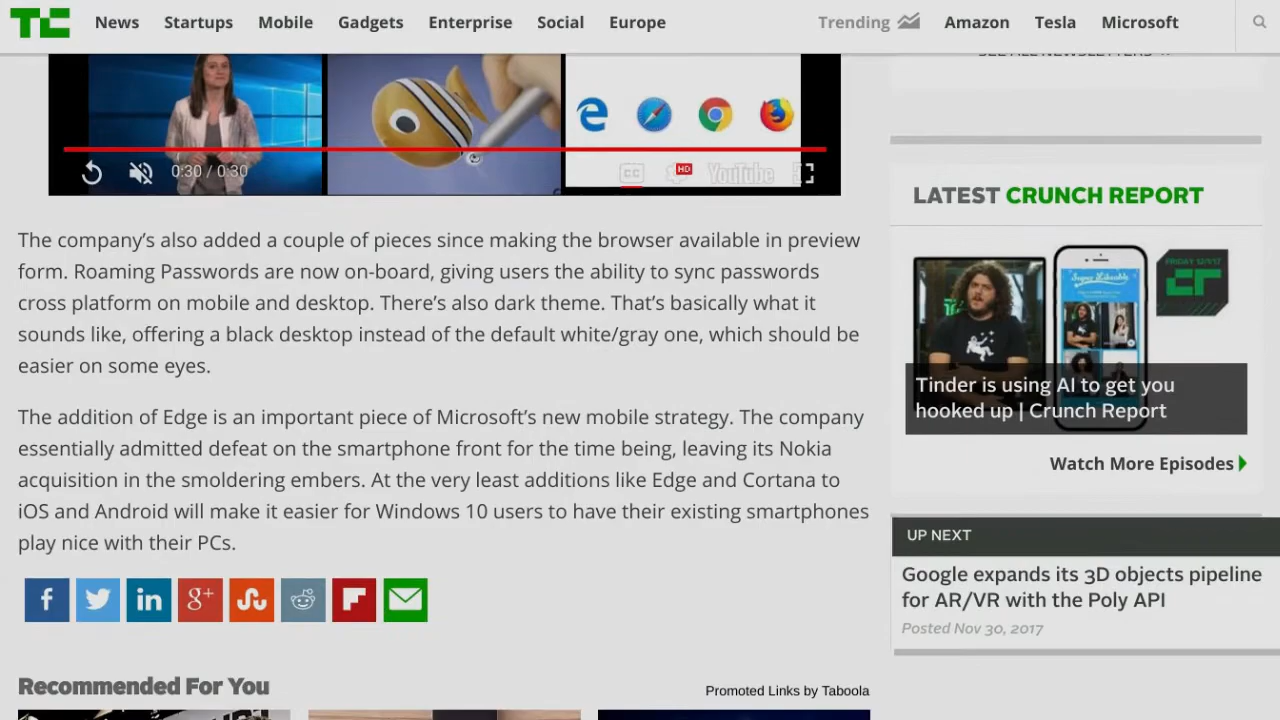 TC News Startups Mobile Gadgets Enterprise Social Europe Trending Amazon Tesla Microsoft
0:30 / 0:30 CC HD YouTube
LATEST CRUNCH REPORT
The company's also added a couple of pieces since making the browser available in preview
form. Roaming Passwords are now on-board, giving users the ability to sync passwords
cross platform on mobile and desktop. There's also dark theme. That's basically what it
sounds like, offering a black desktop instead of the default white/gray one, which should be
easier on some eyes.
The addition of Edge is an important piece of Microsoft's new mobile strategy. The company
essentially admitted defeat on the smartphone front for the time being, leaving its Nokia
acquisition in the smoldering embers. At the very least additions like Edge and Cortana to
iOS and Android will make it easier for Windows 10 users to have their existing smartphones
play nice with their PCs.
FRIDAY 12/1/17
Tinder is using AI to get you
hooked up | Crunch Report
Watch More Episodes
UP NEXT
Google expands its 3D objects pipeline
for AR/VR with the Poly API
Posted Nov 30, 2017
f in g+
Recommended For You
Promoted Links by Taboola